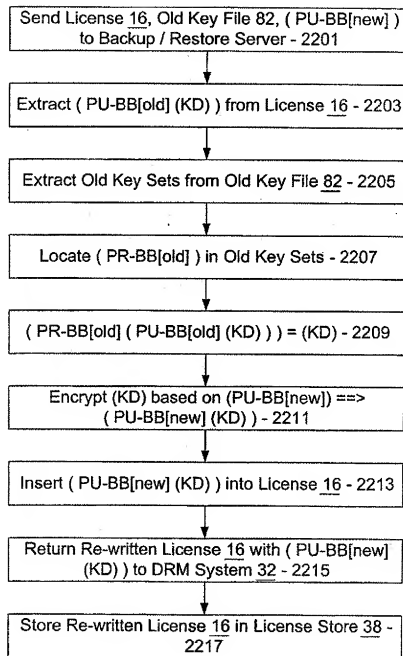 Send License 16, Old Key File 82, ( PU-BB[new] )
to Backup / Restore Server - 2201
Extract ( PU-BB[old] (KD) ) from License 16 - 2203
Extract Old Key Sets from Old Key File 82 - 2205
Locate ( PR-BB[old] ) in Old Key Sets - 2207
( PR-BB[old] ( PU-BB[old] (KD) ) ) = (KD) - 2209
Encrypt (KD) based on (PU-BB[new]) ==>
( PU-BB[new] (KD) ) - 2211
Insert ( PU-BB[new] (KD) ) into License 16 - 2213
Return Re-written License 16 with ( PU-BB[new]
(KD) ) to DRM System 32 - 2215
Store Re-written License 16 in License Store 38 -
2217